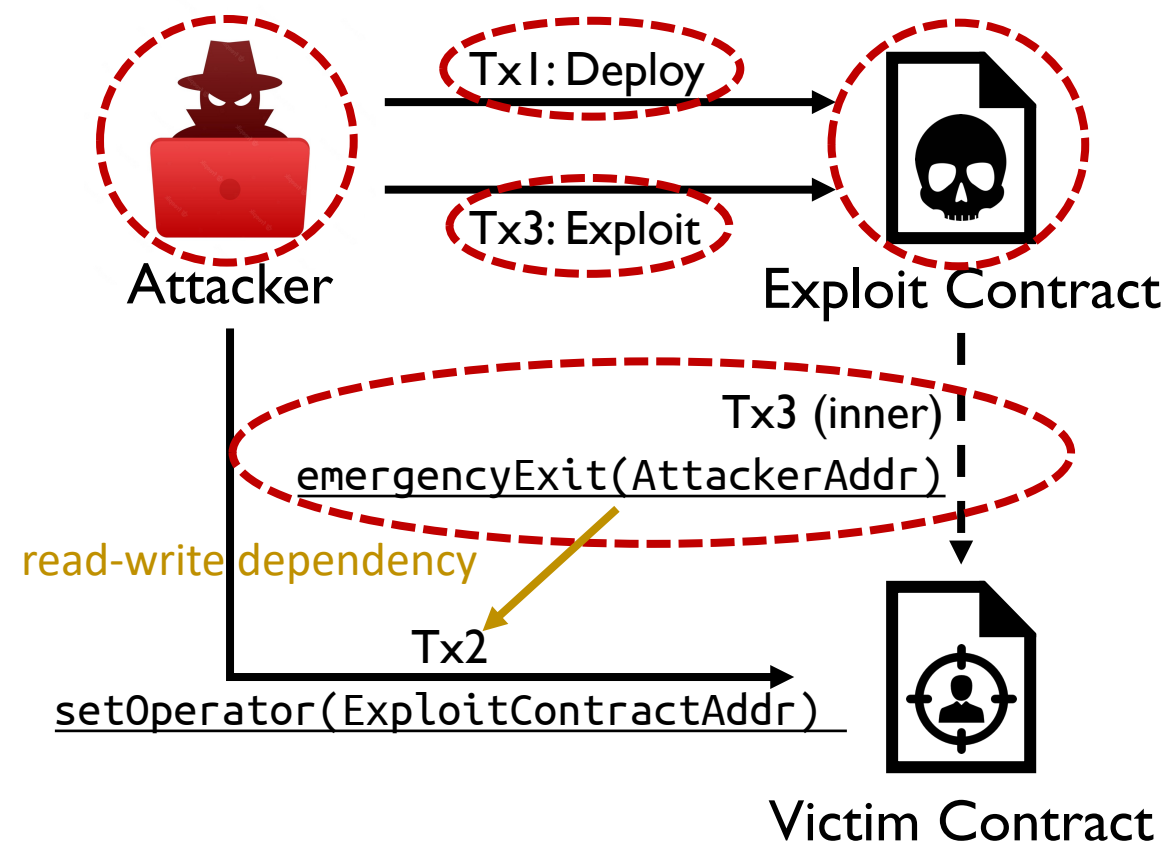 Tx1: Deploy
Tx3: Exploit
Attacker
Exploit Contract
Tx3 (inner)
emergencyExit(AttackerAddr)
read-write dependency
Tx2
setOperator(ExploitContractAddr)
Victim Contract